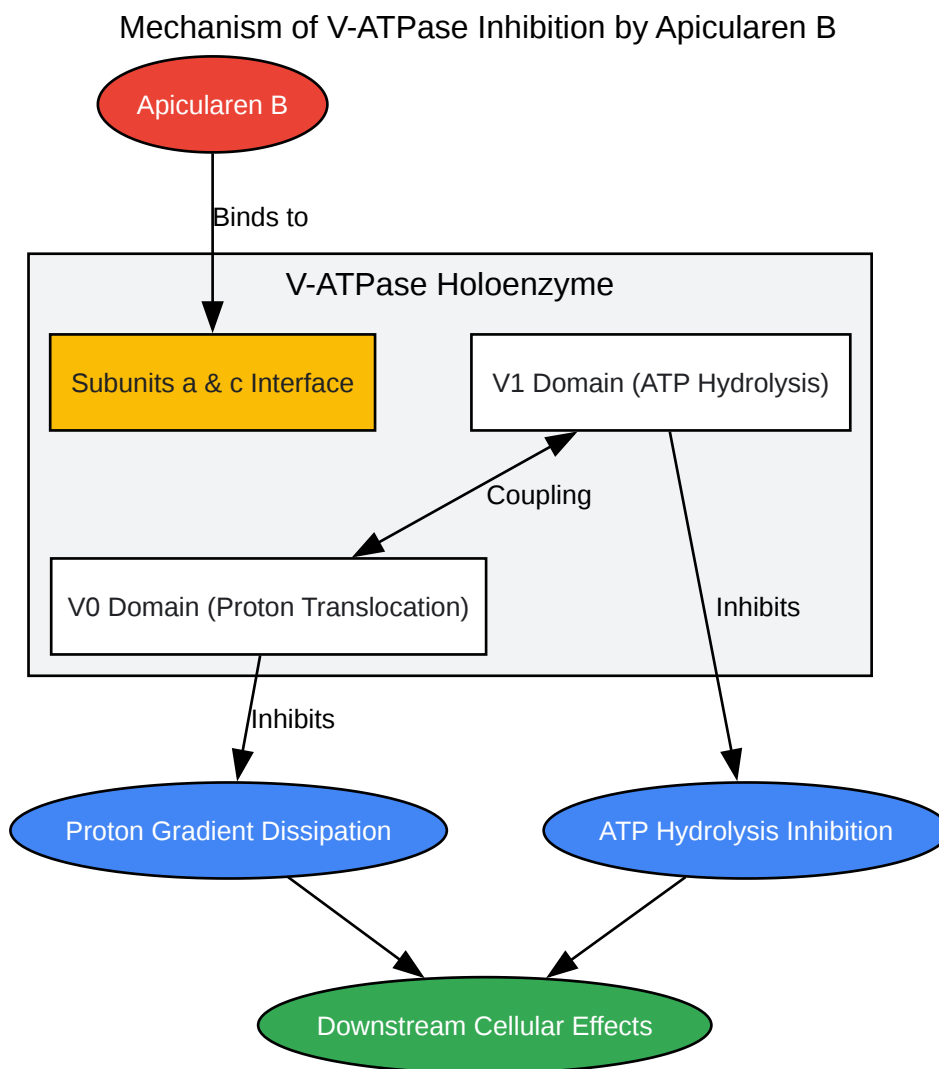 Mechanism of V-ATPase Inhibition by Apicularen B
Apicularen B
Binds to
V-ATPase Holoenzyme
Subunits a & c Interface
V1 Domain (ATP Hydrolysis)
Coupling
V0 Domain (Proton Translocation)
Inhibits
Inhibits
Proton Gradient Dissipation
ATP Hydrolysis Inhibition
Downstream Cellular Effects